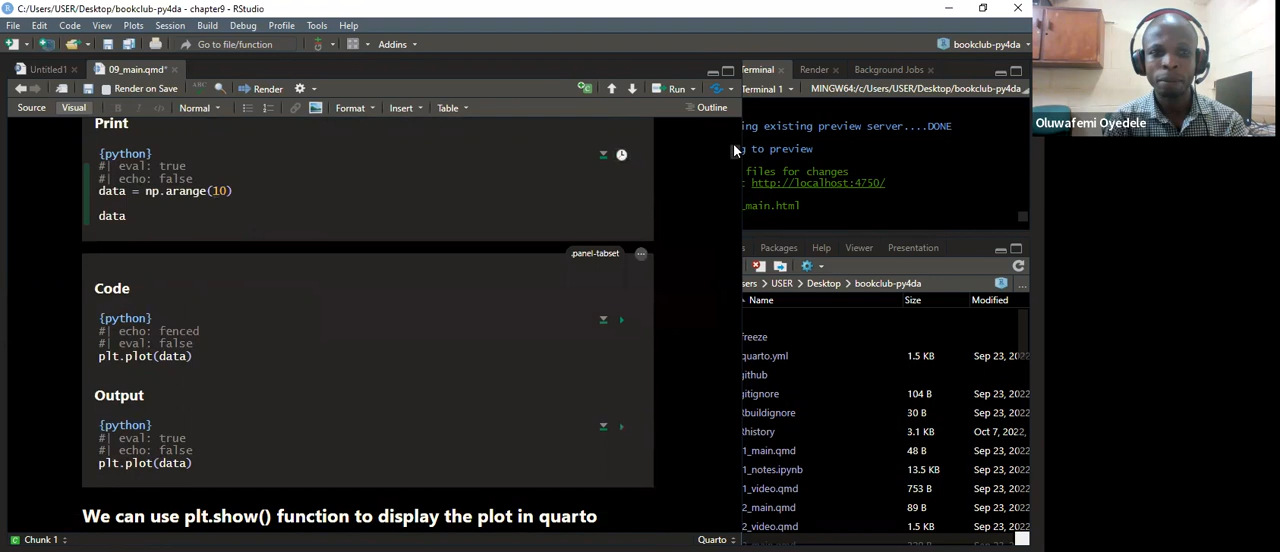 C:/Users/USER/Desktop/bookclub-py4da - chapter9 - RStudio
File Edit Code View Plots Session Build Debug Profile Tools Help
Go to file/function Addins bookclub-py4da
Untitled1 09_main.qmd* Terminal Render Background Jobs
Render on Save Render Run Terminal 1 MINGW64:/c/Users/USER/Desktop/bookclub-py4da
Source Visual B I Normal Format Insert Table Outline
Print
{python}
#| eval: true
#| echo: false
data = np.arange(10)
data
.panel-tabset
Code
{python}
#| echo: fenced
#| eval: false
plt.plot(data)
Output
{python}
#| eval: true
#| echo: false
plt.plot(data)
We can use plt.show() function to display the plot in quarto
Chunk 1 Quarto
ing existing preview server....DONE
g to preview
files for changes
http://localhost:4750/
_main.html
s Packages Help Viewer Presentation
sers USER Desktop bookclub-py4da
Name Size Modified
freeze
quarto.yml 1.5 KB Sep 23, 2022
github
gitignore 104 B Sep 23, 2022
Rbuildignore 30 B Sep 23, 2022
Rhistory 3.1 KB Oct 7, 2022,
1_main.qmd 48 B Sep 23, 2022
1_notes.ipynb 13.5 KB Sep 23, 2022
1_video.qmd 753 B Sep 23, 2022
2_main.qmd 89 B Sep 23, 2022
2_video.qmd 1.5 KB Sep 23, 2022
Oluwafemi Oyedele